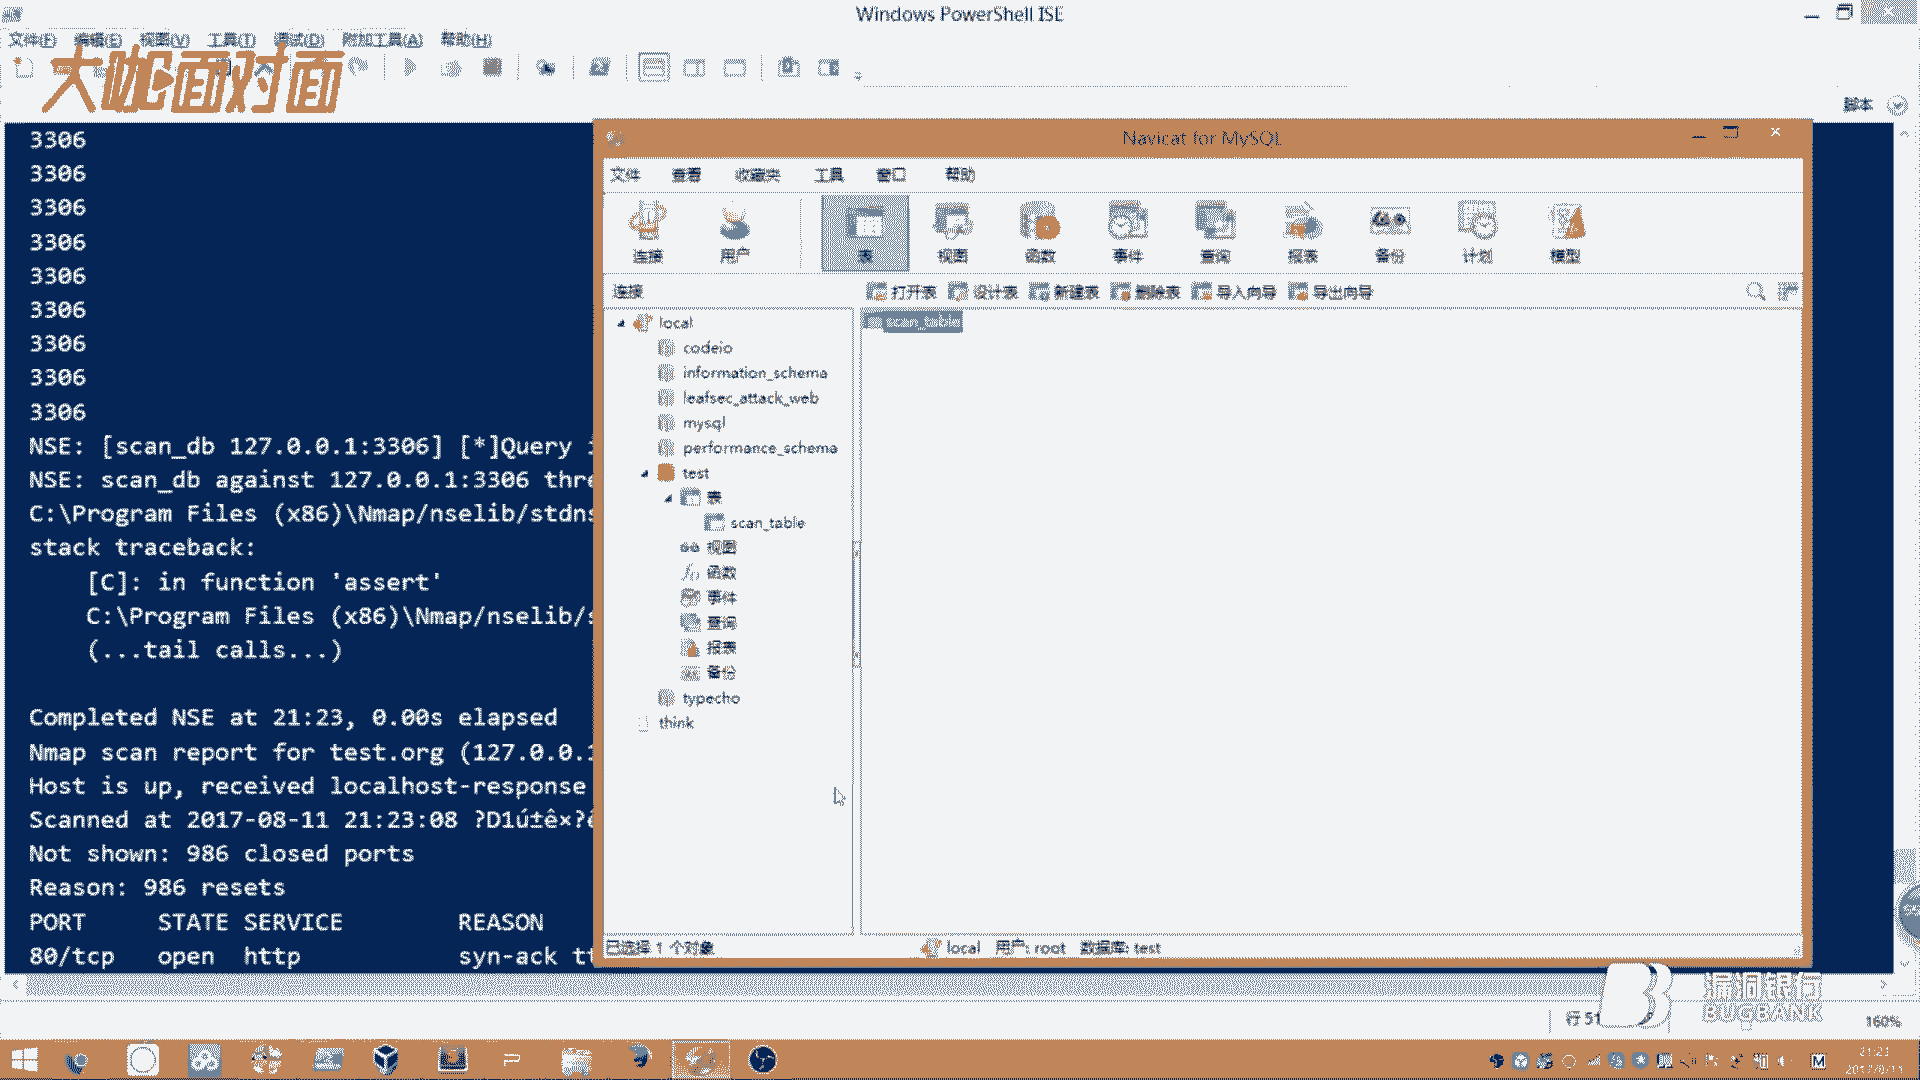 Windows PowerShell ISE
文件(F) 编辑(E) 视图(V) 工具(T) 调试(D) 附加工具(A) 帮助(H)
大咖面对面
脚本
3306
3306
3306
3306
3306
3306
3306
3306
3306
NSE: [scan_db 127.0.0.1:3306] [*]Query
NSE: scan_db against 127.0.0.1:3306 thre
C:\Program Files (x86)\Nmap/nselib/stdns
stack traceback:
[C]: in function 'assert'
C:\Program Files (x86)\Nmap/nselib/s
(...tail calls...)
Completed NSE at 21:23, 0.00s elapsed
Nmap scan report for test.org (127.0.0.1
Host is up, received localhost-response
Scanned at 2017-08-11 21:23:08
Not shown: 986 closed ports
Reason: 986 resets
PORT STATE SERVICE REASON
80/tcp open http syn-ack tt
Navicat for MySQL
文件 查看 收藏夹 工具 窗口 帮助
连接 用户 表 视图 函数 事件 查询 报表 备份 计划 模型
连接
打开表 设计表 新建表 删除表 导入向导 导出向导
local
codeio
information_schema
leafsec_attack_web
mysql
performance_schema
test
表
scan_table
视图
函数
事件
查询
报表
备份
typecho
think
scan_table
已选择 1 个对象
local 用户: root 数据库: test
漏洞银行
BUGBANK
行 51
160%
21:23
2017/8/11